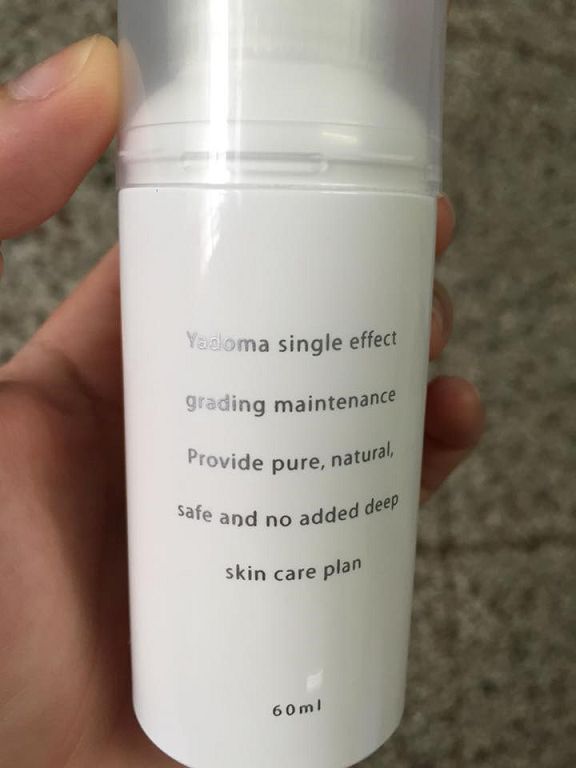 Yadoma single effect
grading maintenance
Provide pure, natural,
safe and no added deep
skin care plan
60ml